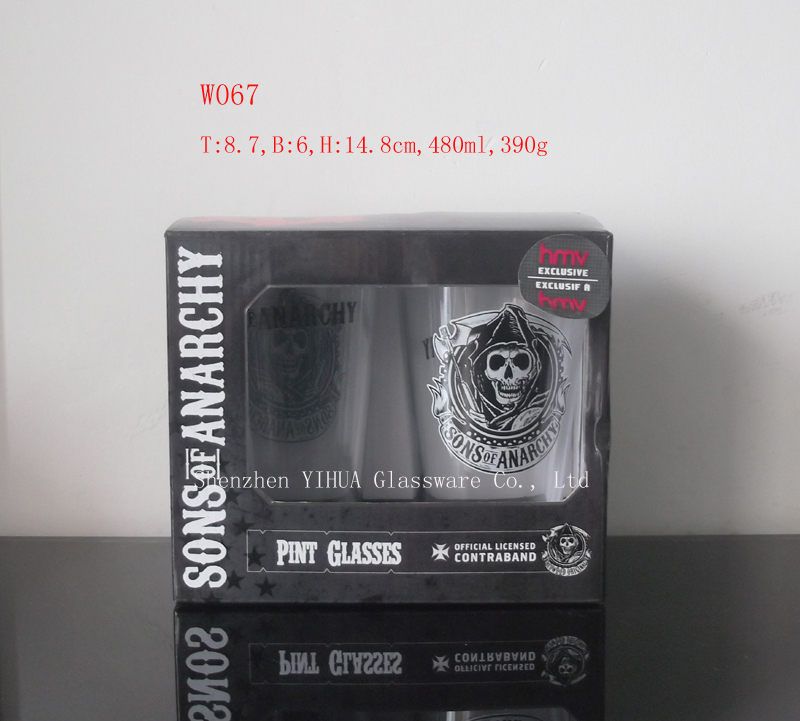 W067
T:8.7,B:6,H:14.8cm,480ml,390g
hmv
EXCLUSIVE
EXCLUSIF À
hmv
SONS OF ANARCHY
ANARCHY
SONS OF ANARCHY
Shenzhen YIHUA Glassware Co., Ltd
PINT GLASSES
OFFICIAL LICENSED
CONTRABAND